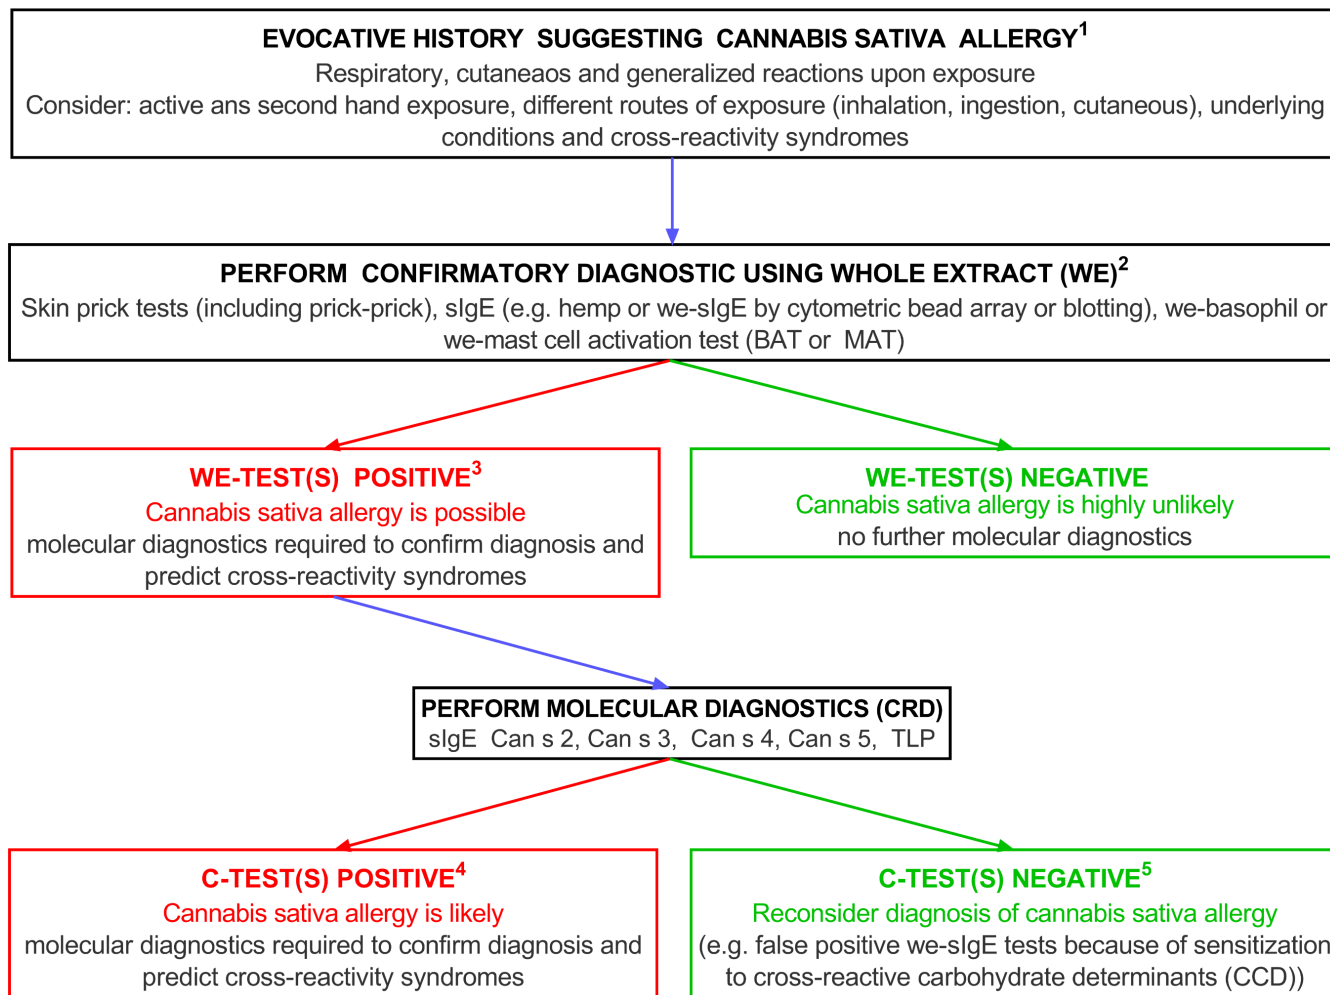 EVOCATIVE HISTORY SUGGESTING CANNABIS SATIVA ALLERGY1
Respiratory, cutaneaos and generalized reactions upon exposure
Consider: active ans second hand exposure, different routes of exposure (inhalation, ingestion, cutaneous), underlying
conditions and cross-reactivity syndromes
PERFORM CONFIRMATORY DIAGNOSTIC USING WHOLE EXTRACT (WE)2
Skin prick tests (including prick-prick), sIgE (e.g. hemp or we-sIgE by cytometric bead array or blotting), we-basophil or
we-mast cell activation test (BAT or MAT)
WE-TEST(S) POSITIVE3
Cannabis sativa allergy is possible
molecular diagnostics required to confirm diagnosis and
predict cross-reactivity syndromes
WE-TEST(S) NEGATIVE
Cannabis sativa allergy is highly unlikely
no further molecular diagnostics
PERFORM MOLECULAR DIAGNOSTICS (CRD)
sIgE Can s 2, Can s 3, Can s 4, Can s 5, TLP
C-TEST(S) POSITIVE4
Cannabis sativa allergy is likely
molecular diagnostics required to confirm diagnosis and
predict cross-reactivity syndromes
C-TEST(S) NEGATIVE5
Reconsider diagnosis of cannabis sativa allergy
(e.g. false positive we-sIgE tests because of sensitization
to cross-reactive carbohydrate determinants (CCD))